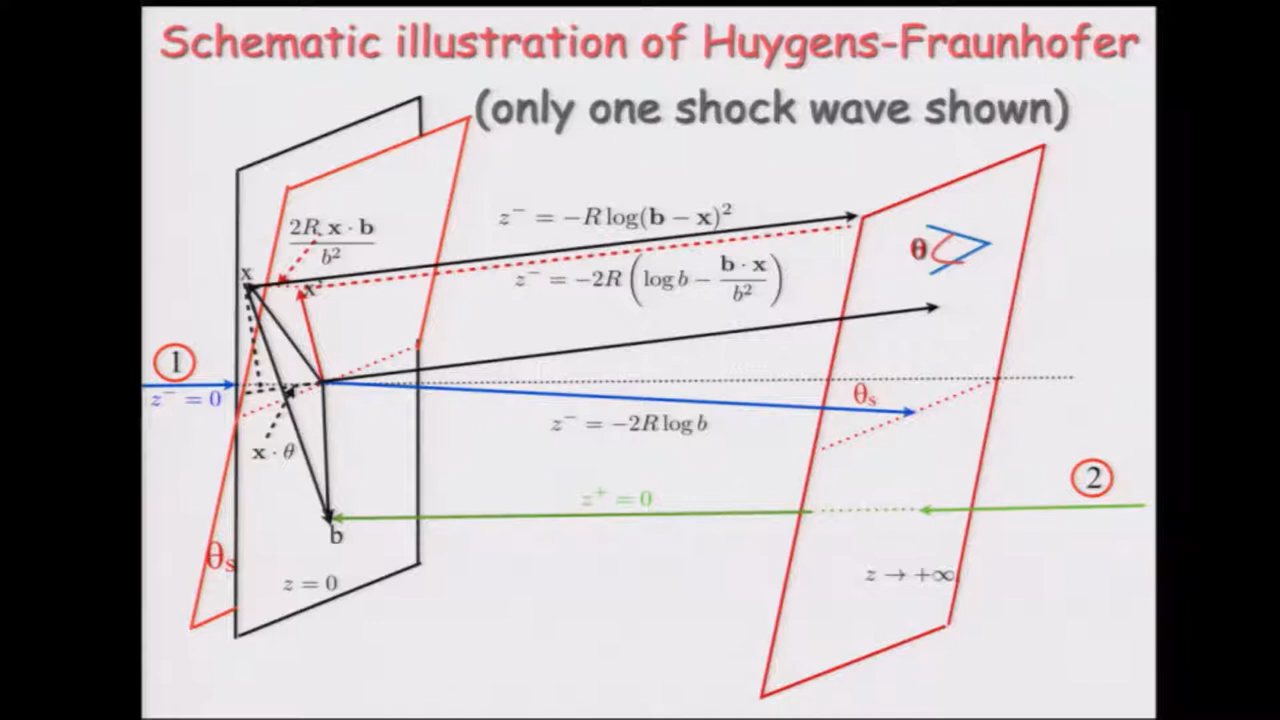 Schematic illustration of Huygens-Fraunhofer
(only one shock wave shown)
z⁻ = −R log(𝐛 − 𝐱)²
2R 𝐱 · 𝐛 / b²
θ
z⁻ = −2R (log b − 𝐛 · 𝐱 / b²)
x
x'
1
z⁻ = 0
θs
z⁻ = −2R log b
𝐱 · θ
2
z⁺ = 0
b
θs
z = 0
z → +∞